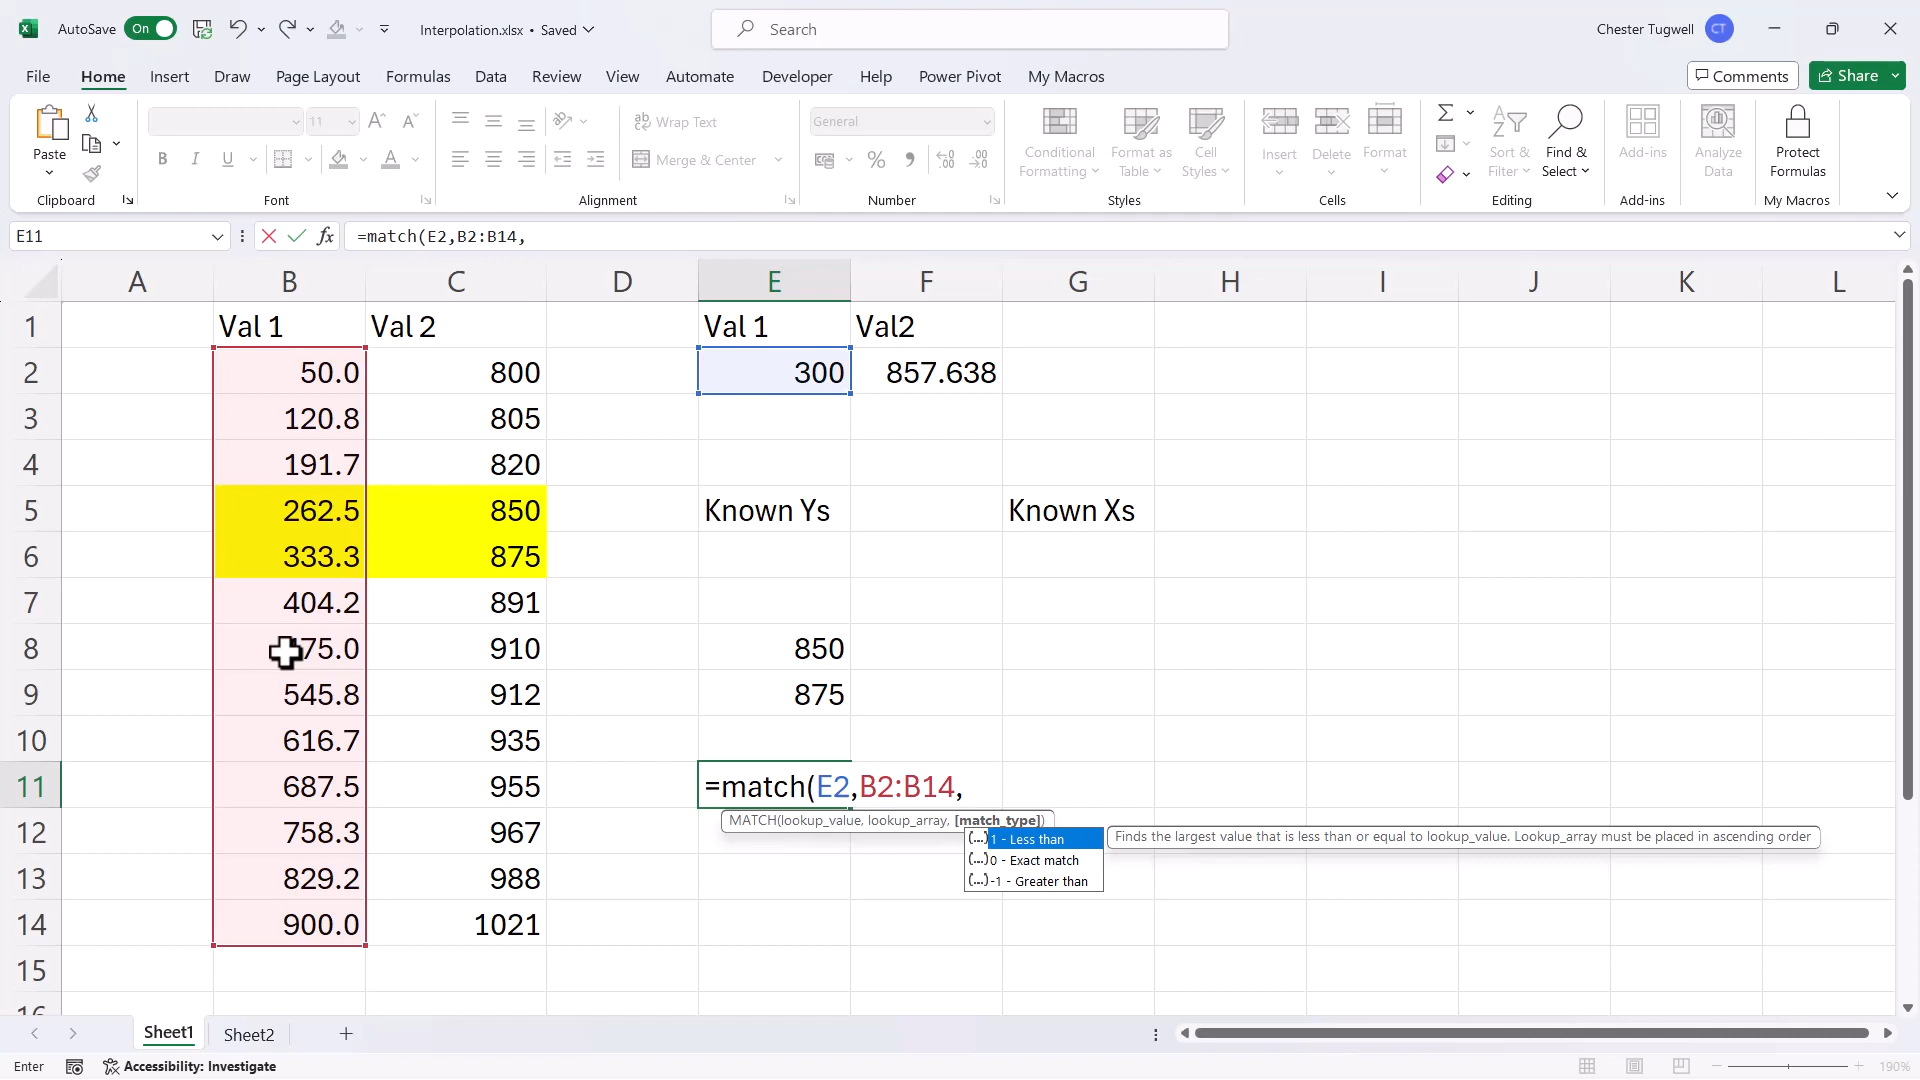 AutoSave On Interpolation.xlsx • Saved Search Chester Tugwell CT
File Home Insert Draw Page Layout Formulas Data Review View Automate Developer Help Power Pivot My Macros Comments Share
Paste 11 A A ab Wrap Text General Conditional Formatting Format as Table Cell Styles Insert Delete Format Σ Sort & Filter Find & Select Add-ins Analyze Data Protect Formulas
B I U A Merge & Center %
Clipboard Font Alignment Number Styles Cells Editing Add-ins My Macros
E11 fx =match(E2,B2:B14,
A B C D E F G H I J K L
1 Val 1 Val 2 Val 1 Val2
2 50.0 800 300 857.638
3 120.8 805
4 191.7 820
5 262.5 850 Known Ys Known Xs
6 333.3 875
7 404.2 891
8 75.0 910 850
9 545.8 912 875
10 616.7 935
11 687.5 955 =match(E2,B2:B14,
MATCH(lookup_value, lookup_array, [match_type])
12 758.3 967
(...) 1 - Less than Finds the largest value that is less than or equal to lookup_value. Lookup_array must be placed in ascending order
(...) 0 - Exact match
(...) -1 - Greater than
13 829.2 988
14 900.0 1021
15
Sheet1 Sheet2
Enter Accessibility: Investigate 190%